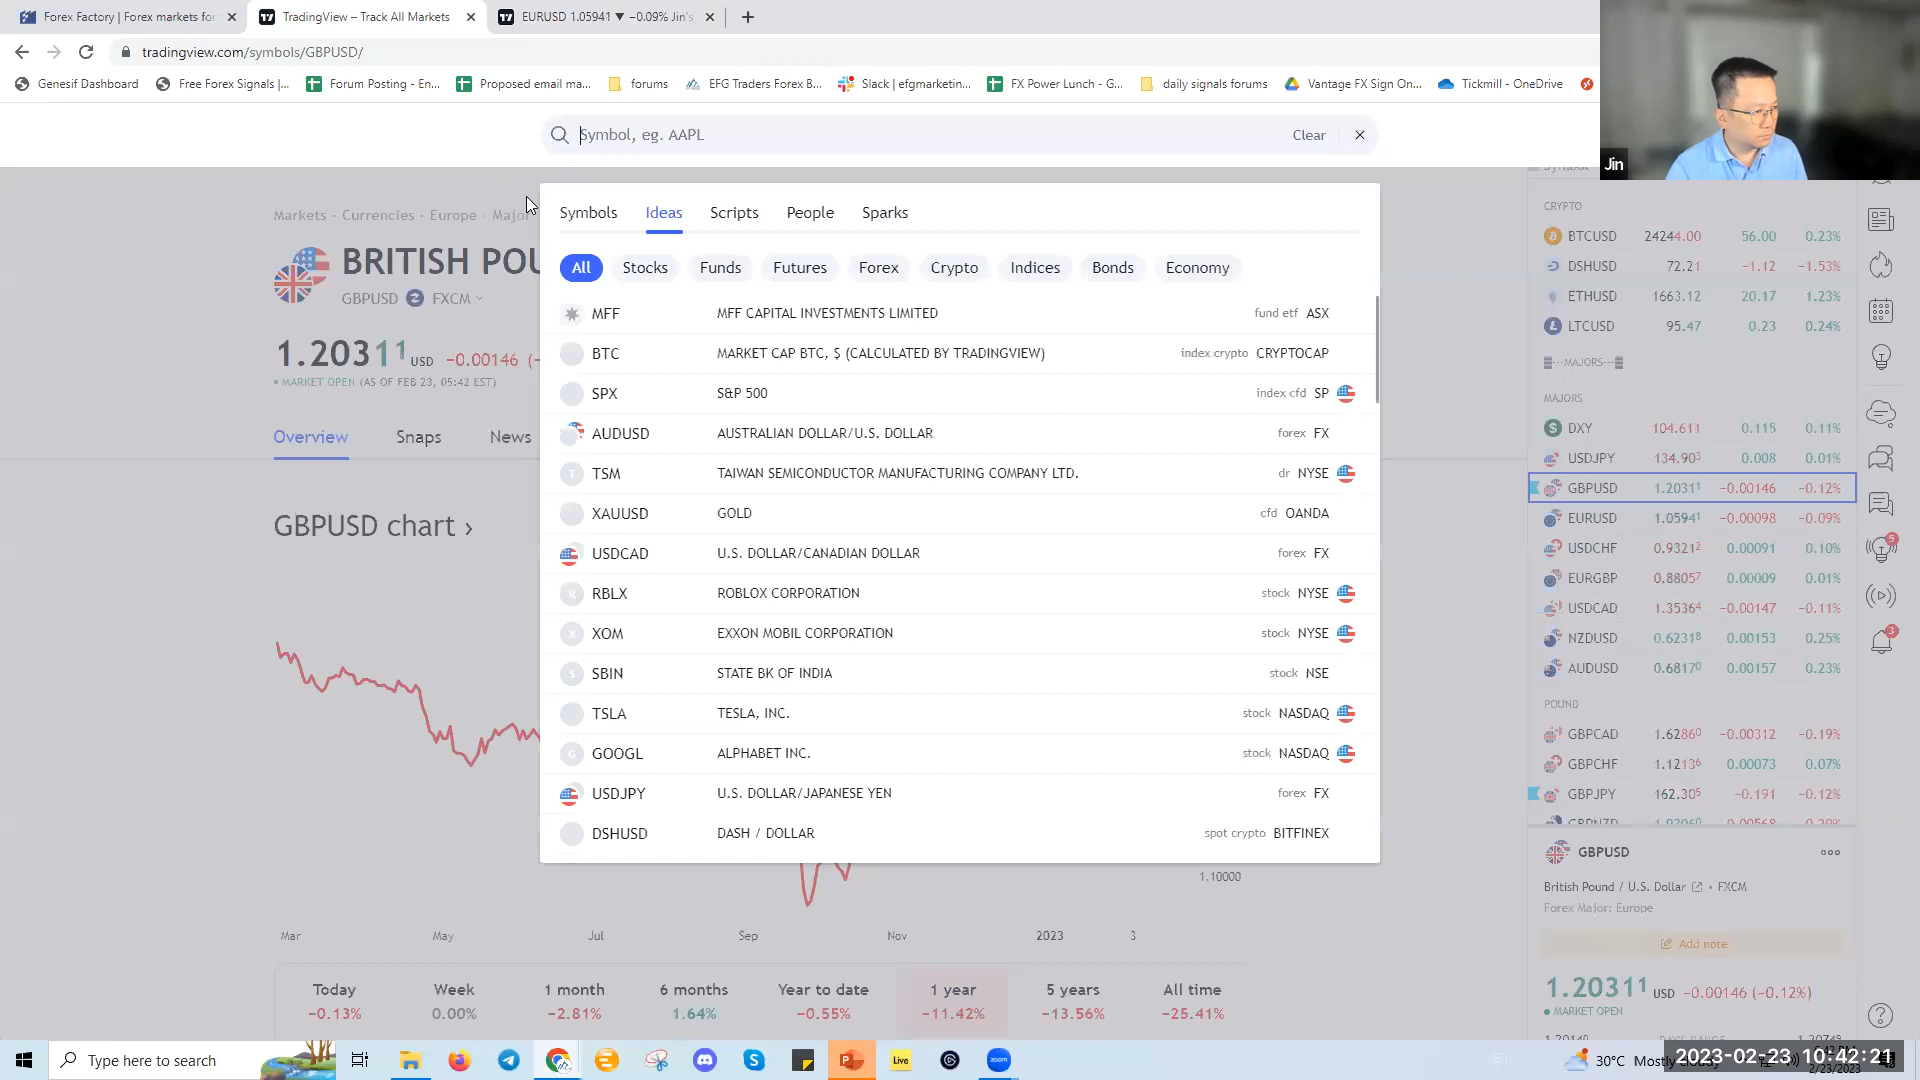 Forex Factory | Forex markets for
TradingView – Track All Markets
EURUSD 1.05941 ▼ −0.09% Jin's
tradingview.com/symbols/GBPUSD/
Genesif Dashboard
Free Forex Signals |...
Forum Posting - En...
Proposed email ma...
forums
EFG Traders Forex B...
Slack | efgmarketin...
FX Power Lunch - G...
daily signals forums
Vantage FX Sign On...
Tickmill - OneDrive
Symbol, eg. AAPL
Clear
Jin
Symbols
Ideas
Scripts
People
Sparks
All
Stocks
Funds
Futures
Forex
Crypto
Indices
Bonds
Economy
MFF MFF CAPITAL INVESTMENTS LIMITED fund etf ASX
BTC MARKET CAP BTC, $ (CALCULATED BY TRADINGVIEW) index crypto CRYPTOCAP
SPX S&P 500 index cfd SP
AUDUSD AUSTRALIAN DOLLAR/U.S. DOLLAR forex FX
TSM TAIWAN SEMICONDUCTOR MANUFACTURING COMPANY LTD. dr NYSE
XAUUSD GOLD cfd OANDA
USDCAD U.S. DOLLAR/CANADIAN DOLLAR forex FX
RBLX ROBLOX CORPORATION stock NYSE
XOM EXXON MOBIL CORPORATION stock NYSE
SBIN STATE BK OF INDIA stock NSE
TSLA TESLA, INC. stock NASDAQ
GOOGL ALPHABET INC. stock NASDAQ
USDJPY U.S. DOLLAR/JAPANESE YEN forex FX
DSHUSD DASH / DOLLAR spot crypto BITFINEX
Markets · Currencies · Europe · Major
BRITISH POU
GBPUSD FXCM
1.20311 USD −0.00146 (−
MARKET OPEN (AS OF FEB 23, 05:42 EST)
Overview
Snaps
News
GBPUSD chart ›
1.10000
Mar May Jul Sep Nov 2023 3
Today Week 1 month 6 months Year to date 1 year 5 years All time
−0.13% 0.00% −2.81% 1.64% −0.55% −11.42% −13.56% −25.41%
CRYPTO
BTCUSD 24244.00 56.00 0.23%
DSHUSD 72.21 −1.12 −1.53%
ETHUSD 1663.12 20.17 1.23%
LTCUSD 95.47 0.23 0.24%
---MAJORS---
MAJORS
DXY 104.611 0.118 0.11%
USDJPY 134.903 0.008 0.01%
GBPUSD 1.20311 −0.00146 −0.12%
EURUSD 1.05941 −0.00098 −0.09%
USDCHF 0.93212 0.00091 0.10%
EURGBP 0.88057 0.00009 0.01%
USDCAD 1.35364 −0.00147 −0.11%
NZDUSD 0.62318 0.00153 0.25%
AUDUSD 0.68170 0.00157 0.23%
POUND
GBPCAD 1.62860 −0.00312 −0.19%
GBPCHF 1.12136 0.00073 0.07%
GBPJPY 162.305 −0.191 −0.12%
GBPUSD
British Pound / U.S. Dollar • FXCM
Forex Major: Europe
Add note
1.20311 USD −0.00146 (−0.12%)
MARKET OPEN
5
3
Type here to search
Live
zoom
30°C Mostly cloudy
2023-02-23 10:42:21
2/23/2023